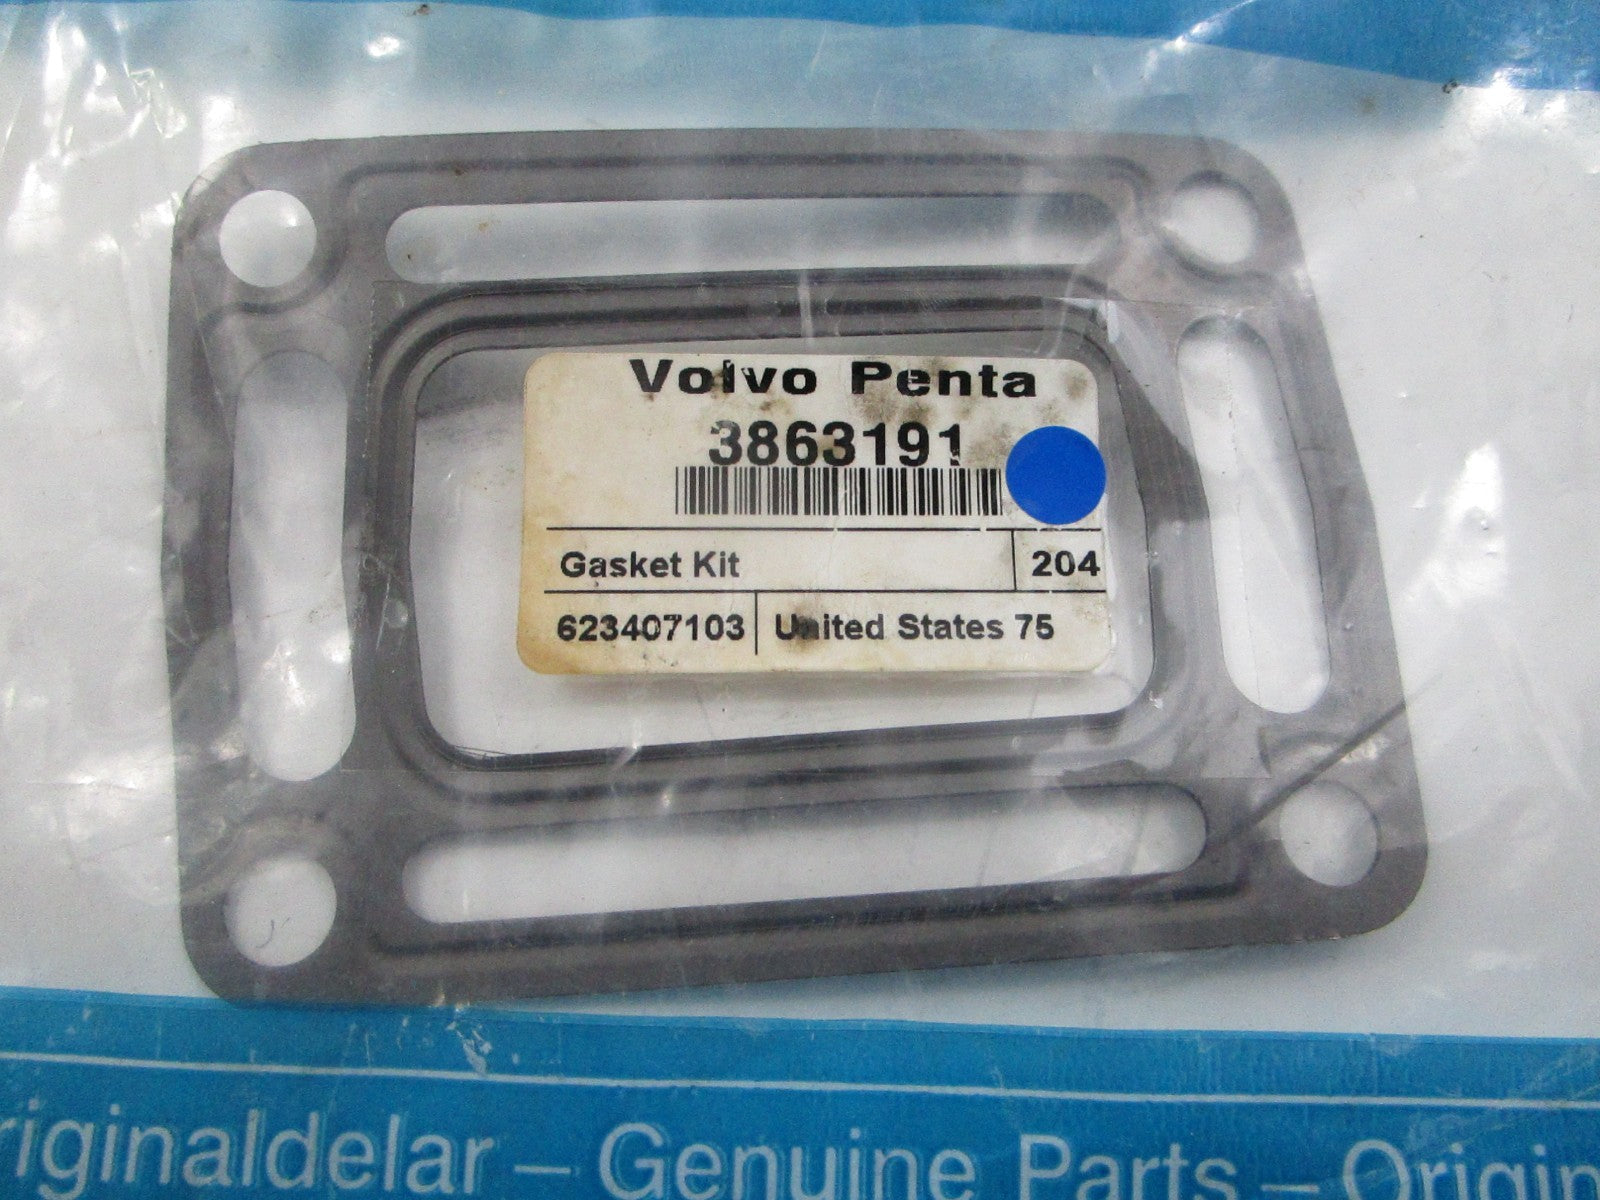 Volvo Penta
3863191
Gasket Kit 204
623407103 United States 75
riginaldelar – Genuine Parts – Origin